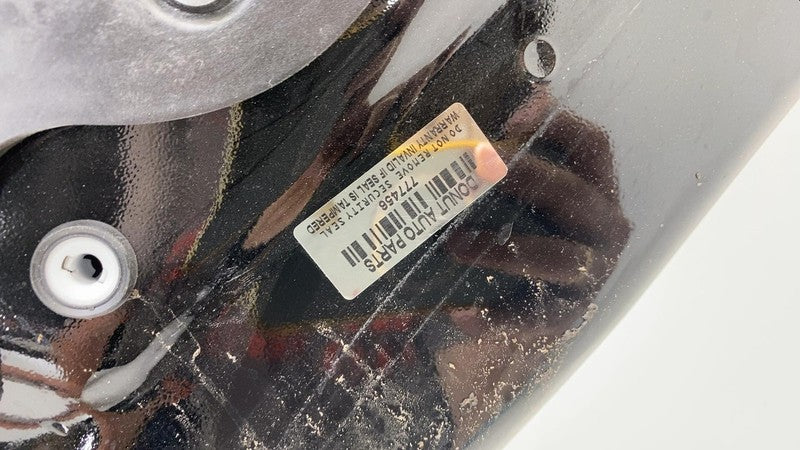 DONUT AUTO PARTS
777456
DO NOT REMOVE SECURITY SEAL
WARRANTY INVALID IF SEAL IS TAMPERED